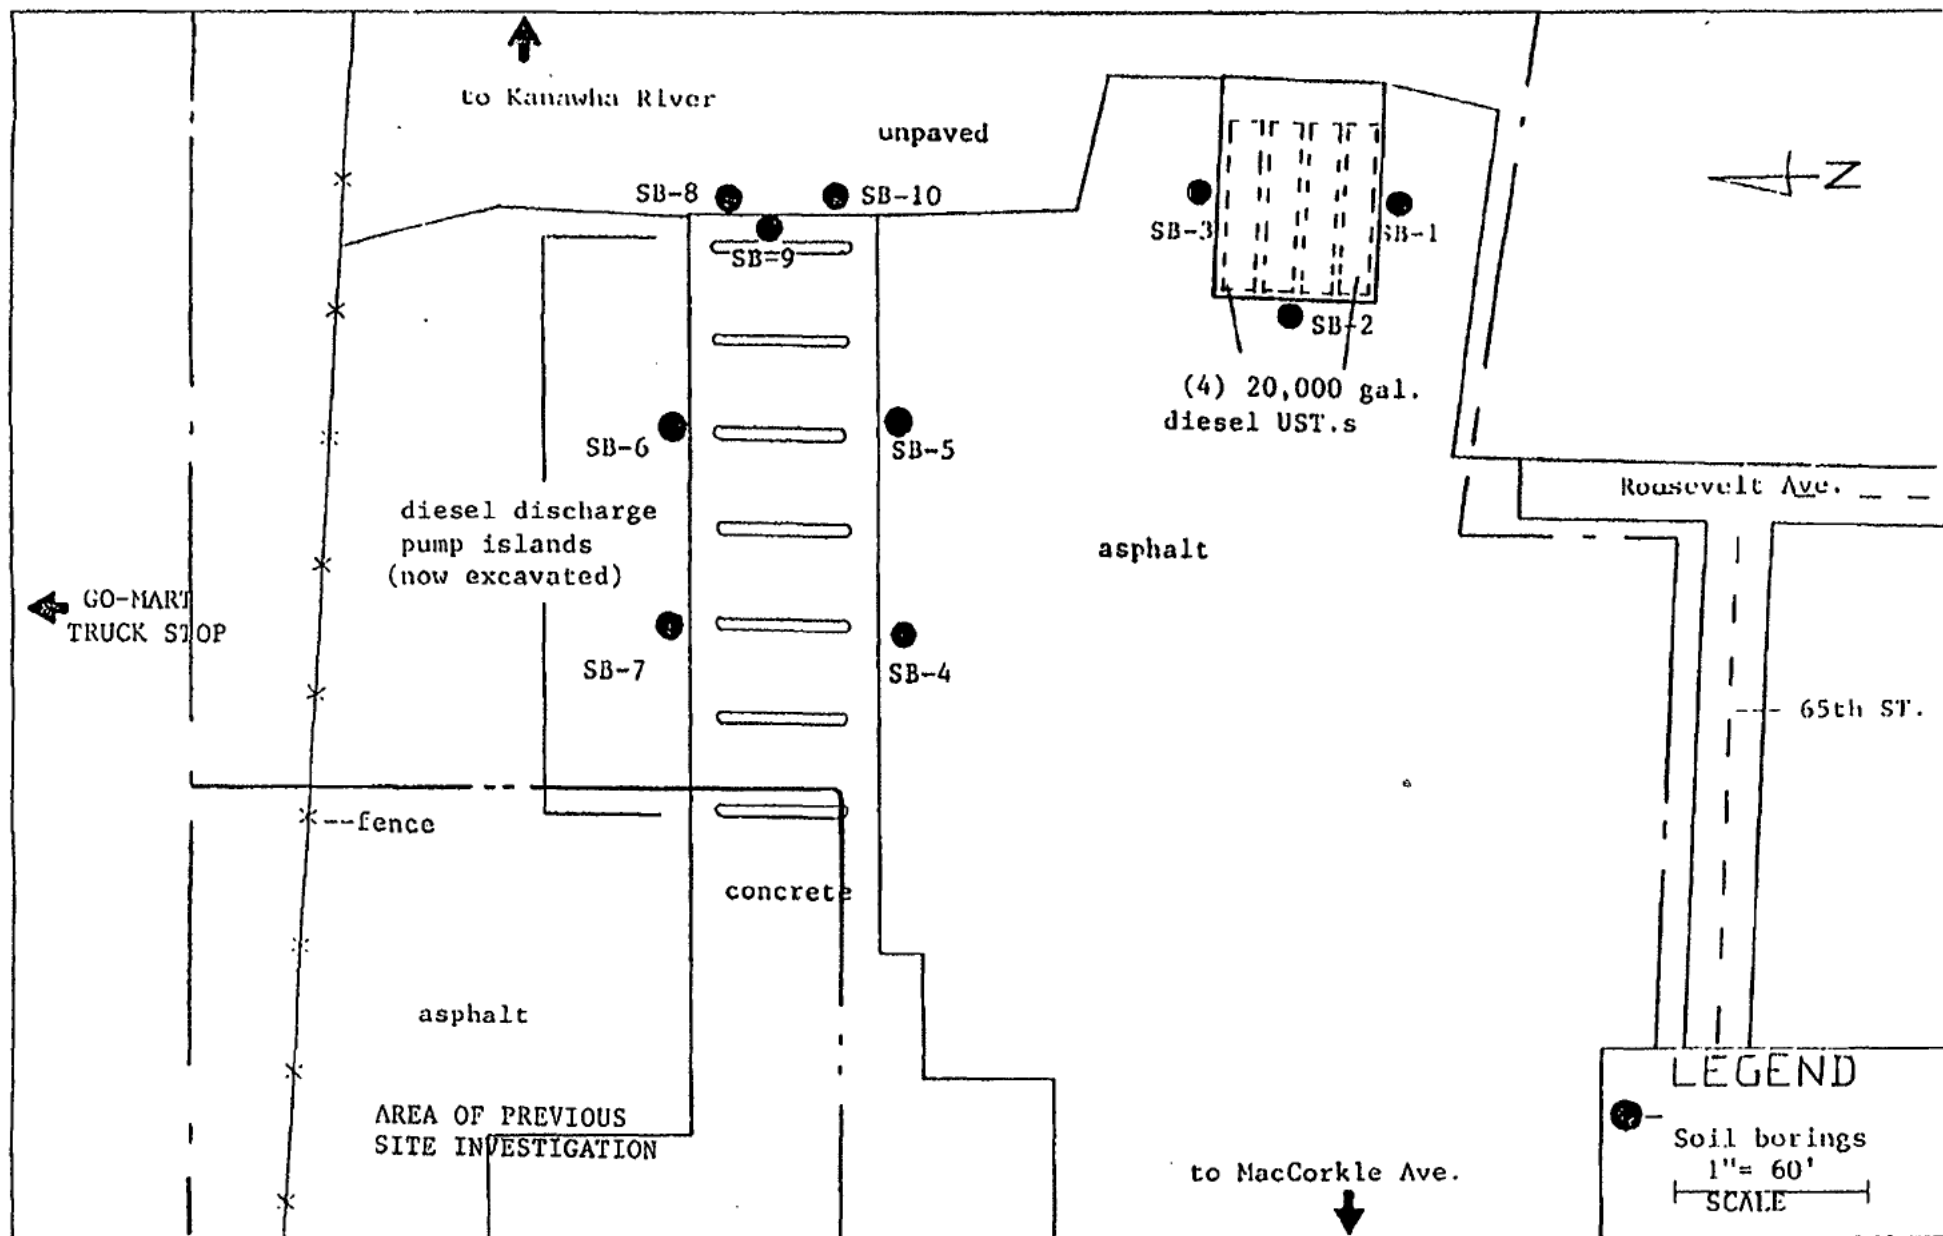 to Kanawha River
unpaved
N
SB-8
SB-10
SB-9
SB-3
SB-1
SB-2
(4) 20,000 gal.
diesel UST.s
SB-6
SB-5
Roosevelt Ave.
diesel discharge
pump islands
(now excavated)
asphalt
GO-MART
TRUCK STOP
SB-7
SB-4
65th ST.
fence
concrete
asphalt
AREA OF PREVIOUS
SITE INVESTIGATION
to MacCorkle Ave.
LEGEND
Soil borings
1"= 60'
SCALE